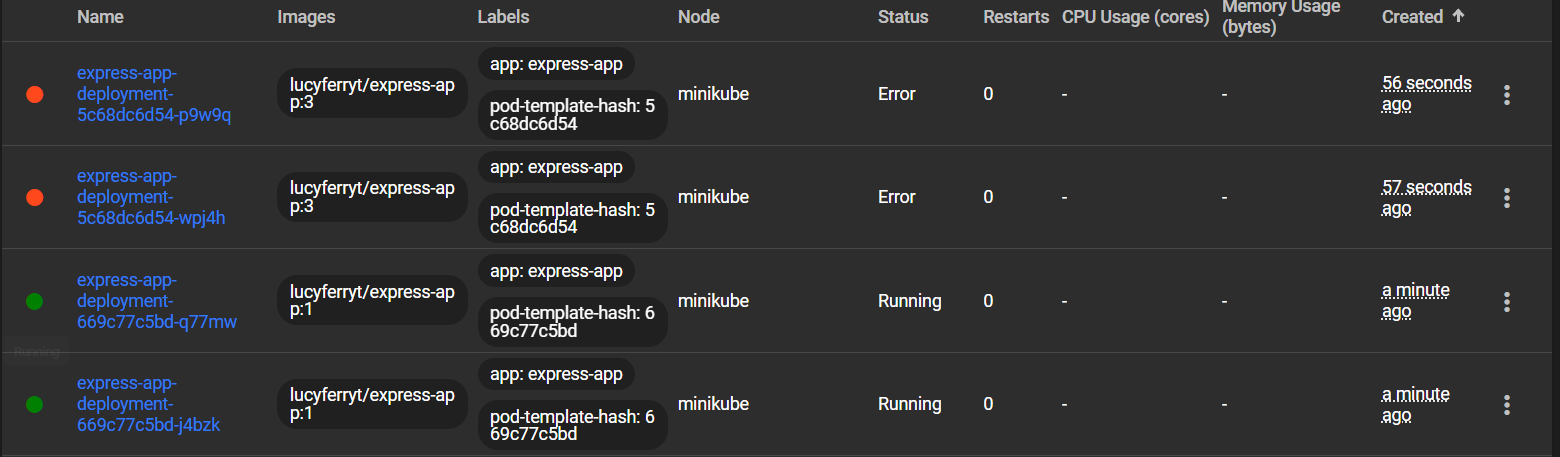 Name Images Labels Node Status Restarts CPU Usage (cores) Memory Usage (bytes) Created
express-app-deployment-5c68dc6d54-p9w9q
lucyferryt/express-app:3
app: express-app
pod-template-hash: 5c68dc6d54
minikube
Error
0
-
-
56 seconds ago
express-app-deployment-5c68dc6d54-wpj4h
lucyferryt/express-app:3
app: express-app
pod-template-hash: 5c68dc6d54
minikube
Error
0
-
-
57 seconds ago
express-app-deployment-669c77c5bd-q77mw
lucyferryt/express-app:1
app: express-app
pod-template-hash: 669c77c5bd
minikube
Running
0
-
-
a minute ago
Running
express-app-deployment-669c77c5bd-j4bzk
lucyferryt/express-app:1
app: express-app
pod-template-hash: 669c77c5bd
minikube
Running
0
-
-
a minute ago